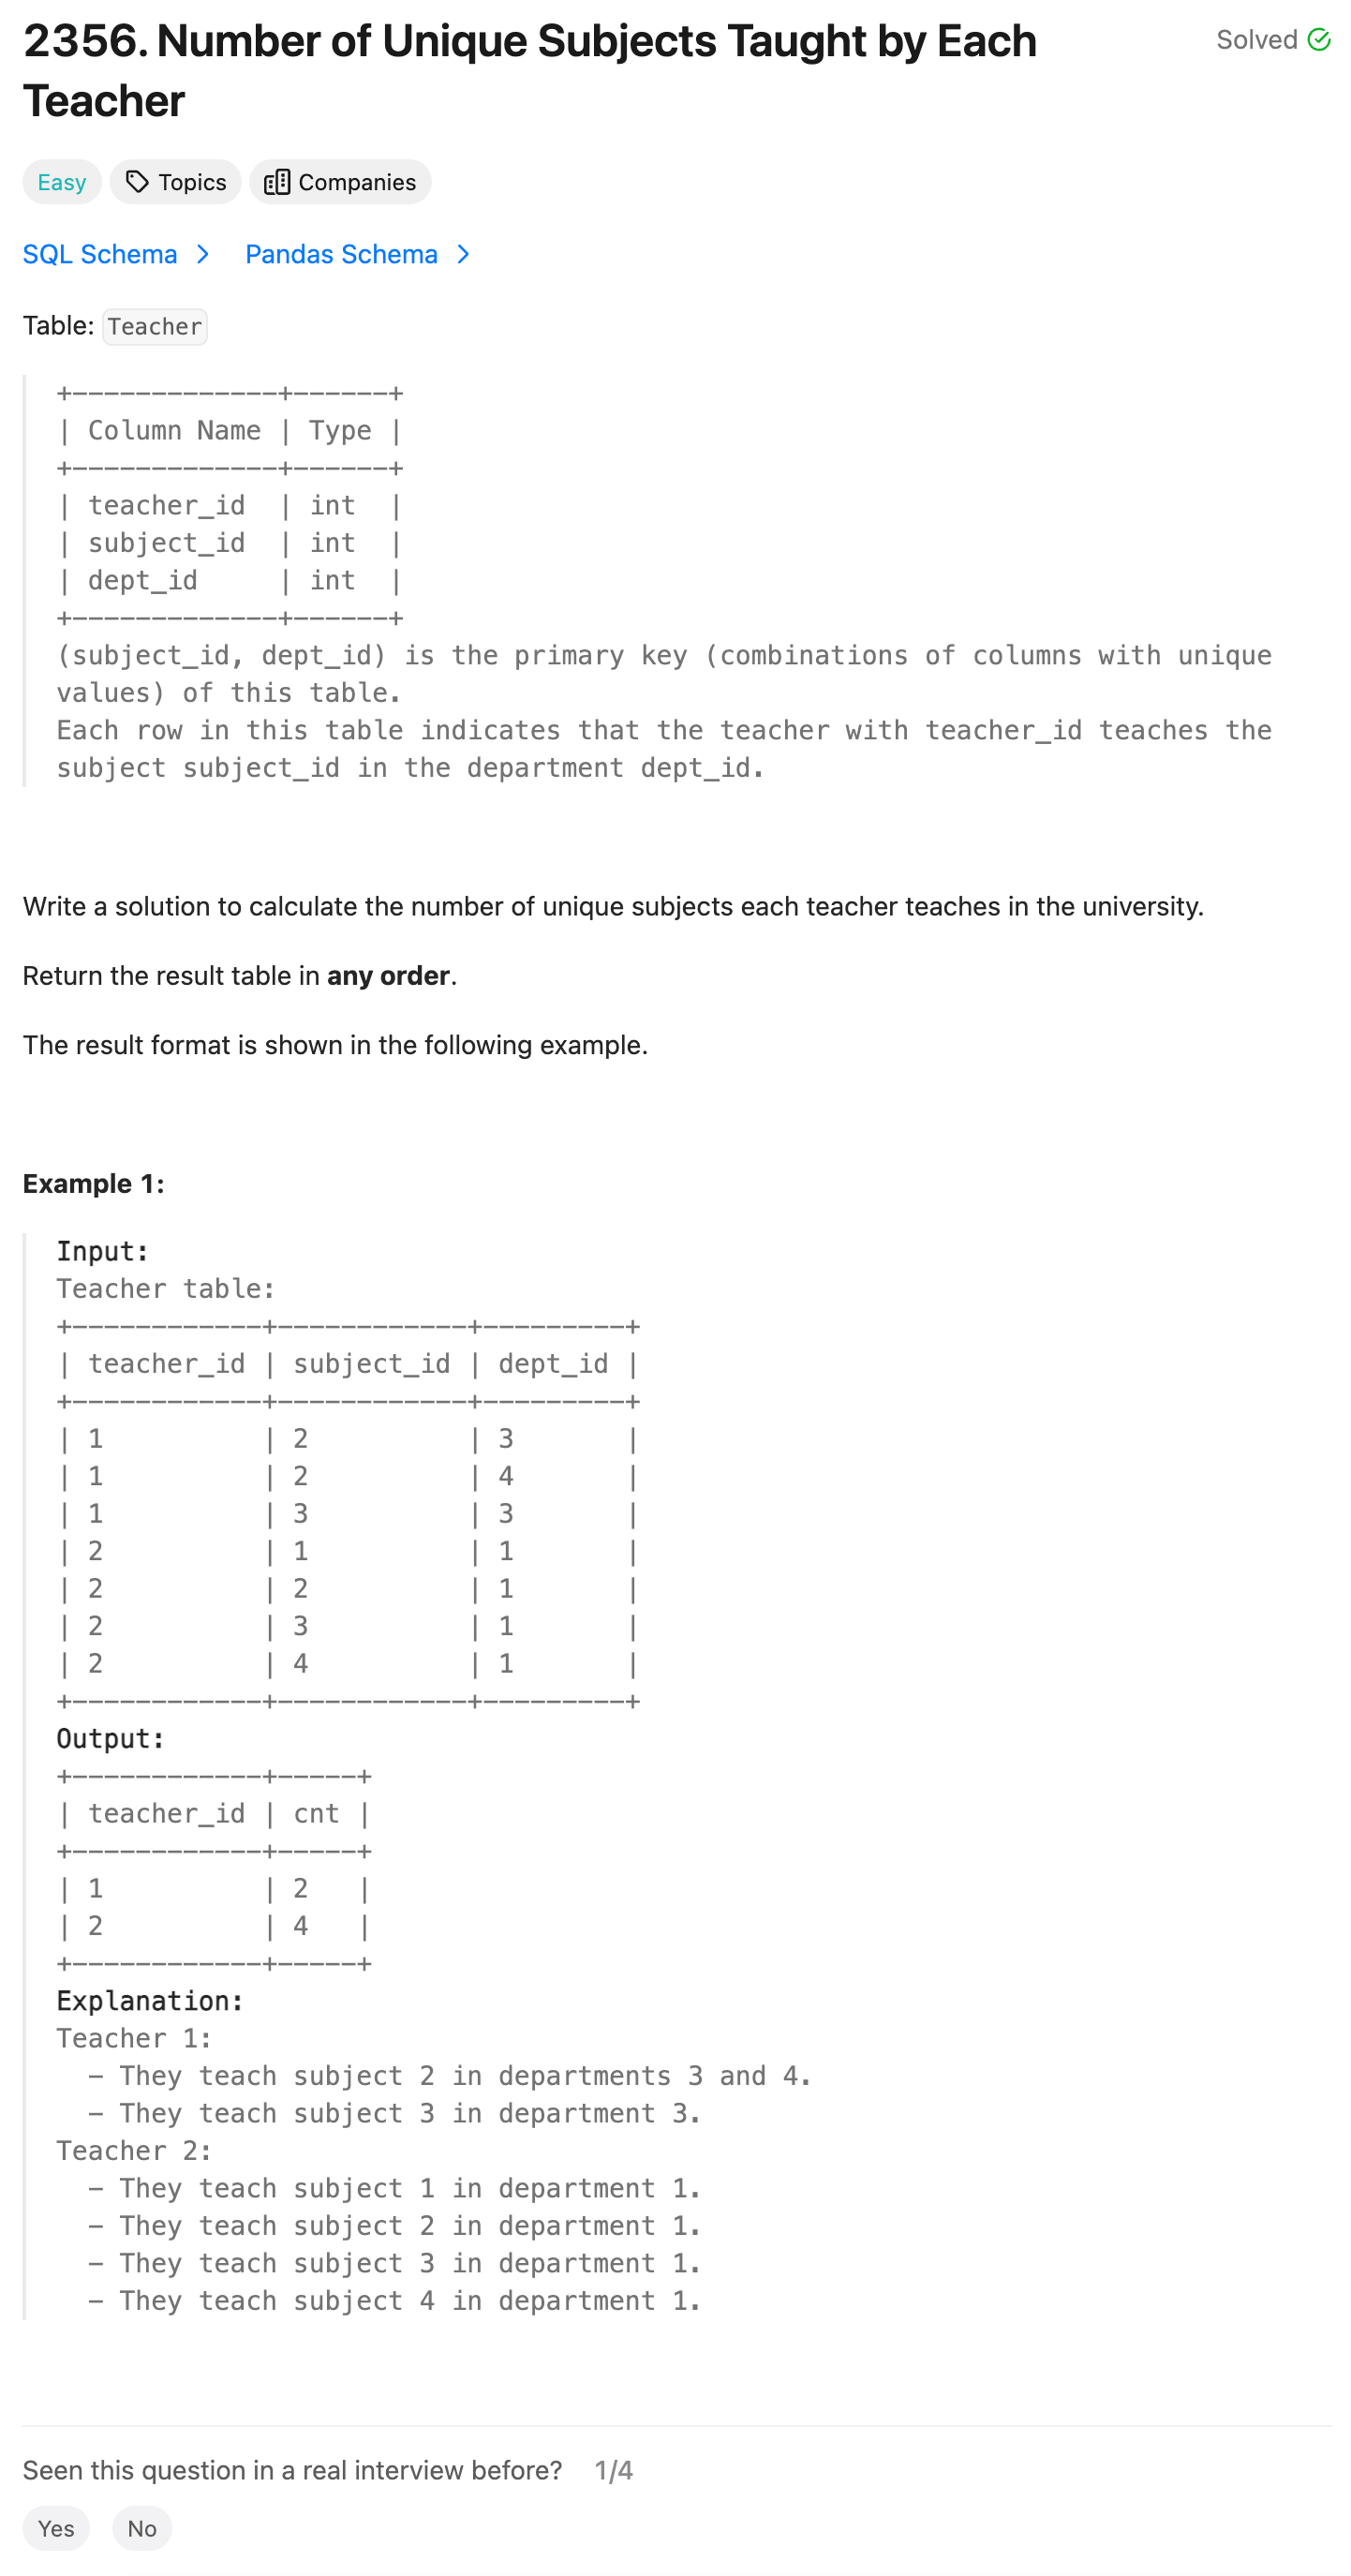 2356. Number of Unique Subjects Taught by Each
Teacher
Solved
Easy
Topics
Companies
SQL Schema
Pandas Schema
Table: Teacher
+-------------+------+
| Column Name | Type |
+-------------+------+
| teacher_id  | int  |
| subject_id  | int  |
| dept_id     | int  |
+-------------+------+
(subject_id, dept_id) is the primary key (combinations of columns with unique
values) of this table.
Each row in this table indicates that the teacher with teacher_id teaches the
subject subject_id in the department dept_id.
Write a solution to calculate the number of unique subjects each teacher teaches in the university.
Return the result table in any order.
The result format is shown in the following example.
Example 1:
Input:
Teacher table:
+------------+------------+---------+
| teacher_id | subject_id | dept_id |
+------------+------------+---------+
| 1          | 2          | 3       |
| 1          | 2          | 4       |
| 1          | 3          | 3       |
| 2          | 1          | 1       |
| 2          | 2          | 1       |
| 2          | 3          | 1       |
| 2          | 4          | 1       |
+------------+------------+---------+
Output:
+------------+-----+
| teacher_id | cnt |
+------------+-----+
| 1          | 2   |
| 2          | 4   |
+------------+-----+
Explanation:
Teacher 1:
  - They teach subject 2 in departments 3 and 4.
  - They teach subject 3 in department 3.
Teacher 2:
  - They teach subject 1 in department 1.
  - They teach subject 2 in department 1.
  - They teach subject 3 in department 1.
  - They teach subject 4 in department 1.
Seen this question in a real interview before? 1/4
Yes
No